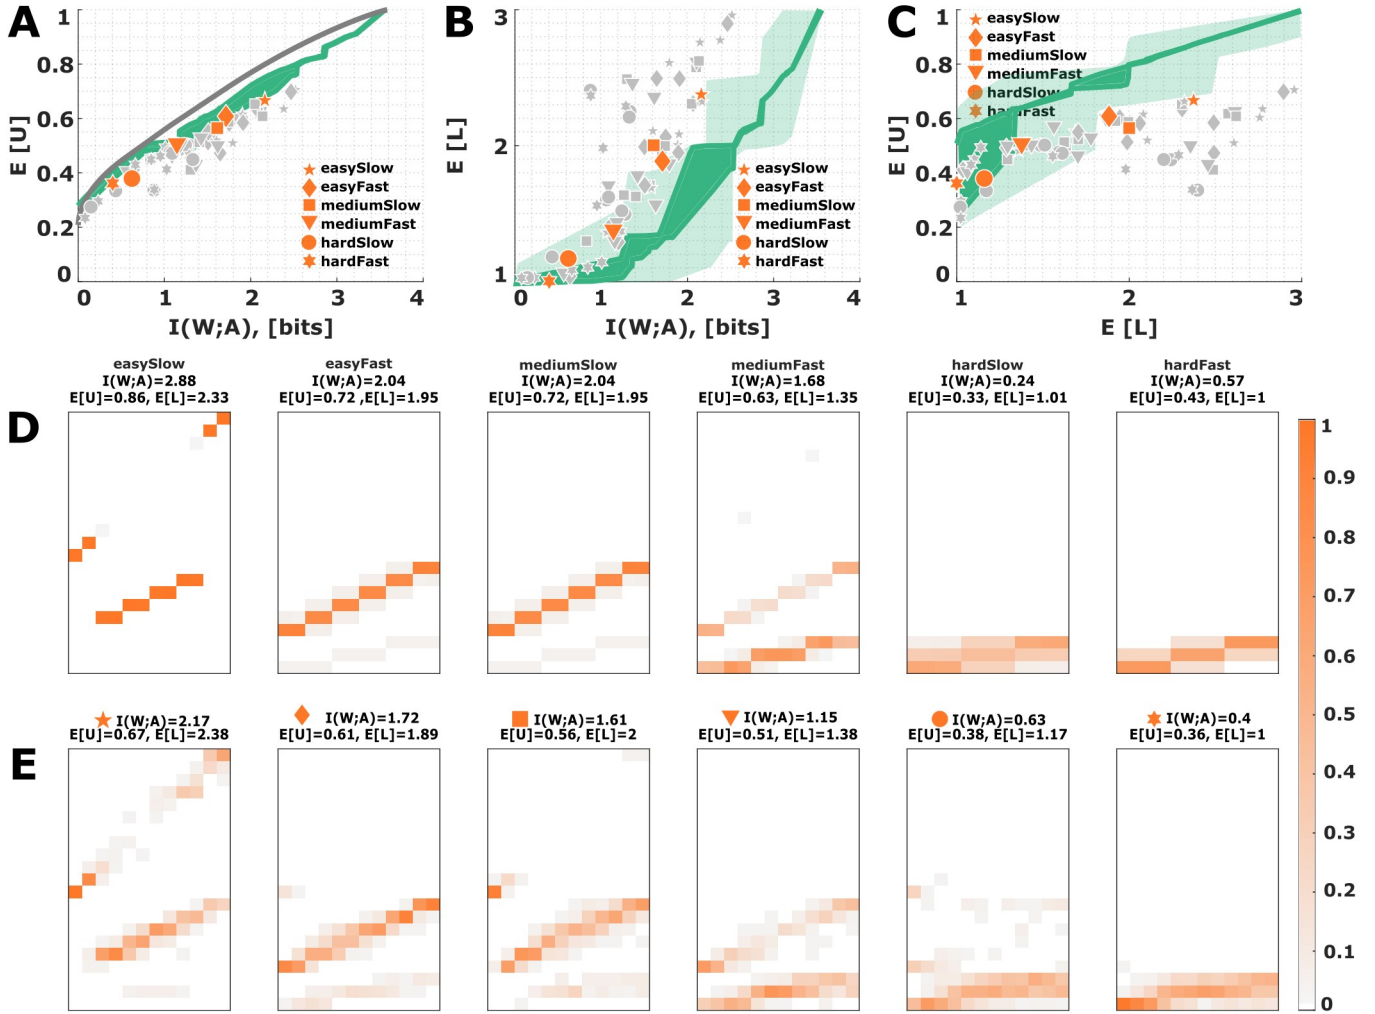 A
E [U]
1
0.8
0.6
0.4
0.2
0
0 1 2 3 4
I(W;A), [bits]
easySlow
easyFast
mediumSlow
mediumFast
hardSlow
hardFast
B
E [L]
3
2
1
0 1 2 3 4
I(W;A), [bits]
easySlow
easyFast
mediumSlow
mediumFast
hardSlow
hardFast
C
E [U]
1
0.8
0.6
0.4
0.2
0
1 2 3
E [L]
easySlow
easyFast
mediumSlow
mediumFast
hardSlow
hardFast
D
easySlow
I(W;A)=2.88
E[U]=0.86, E[L]=2.33
easyFast
I(W;A)=2.04
E[U]=0.72 ,E[L]=1.95
mediumSlow
I(W;A)=2.04
E[U]=0.72, E[L]=1.95
mediumFast
I(W;A)=1.68
E[U]=0.63, E[L]=1.35
hardSlow
I(W;A)=0.24
E[U]=0.33, E[L]=1.01
hardFast
I(W;A)=0.57
E[U]=0.43, E[L]=1
E
I(W;A)=2.17
E[U]=0.67, E[L]=2.38
I(W;A)=1.72
E[U]=0.61, E[L]=1.89
I(W;A)=1.61
E[U]=0.56, E[L]=2
I(W;A)=1.15
E[U]=0.51, E[L]=1.38
I(W;A)=0.63
E[U]=0.38, E[L]=1.17
I(W;A)=0.4
E[U]=0.36, E[L]=1
1
0.9
0.8
0.7
0.6
0.5
0.4
0.3
0.2
0.1
0